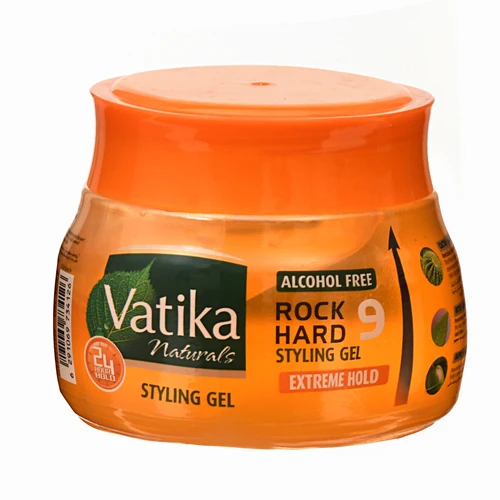 Vatika
Naturals
24
HOUR
HOLD
STYLING GEL
ALCOHOL FREE
ROCK
HARD 9
STYLING GEL
EXTREME HOLD